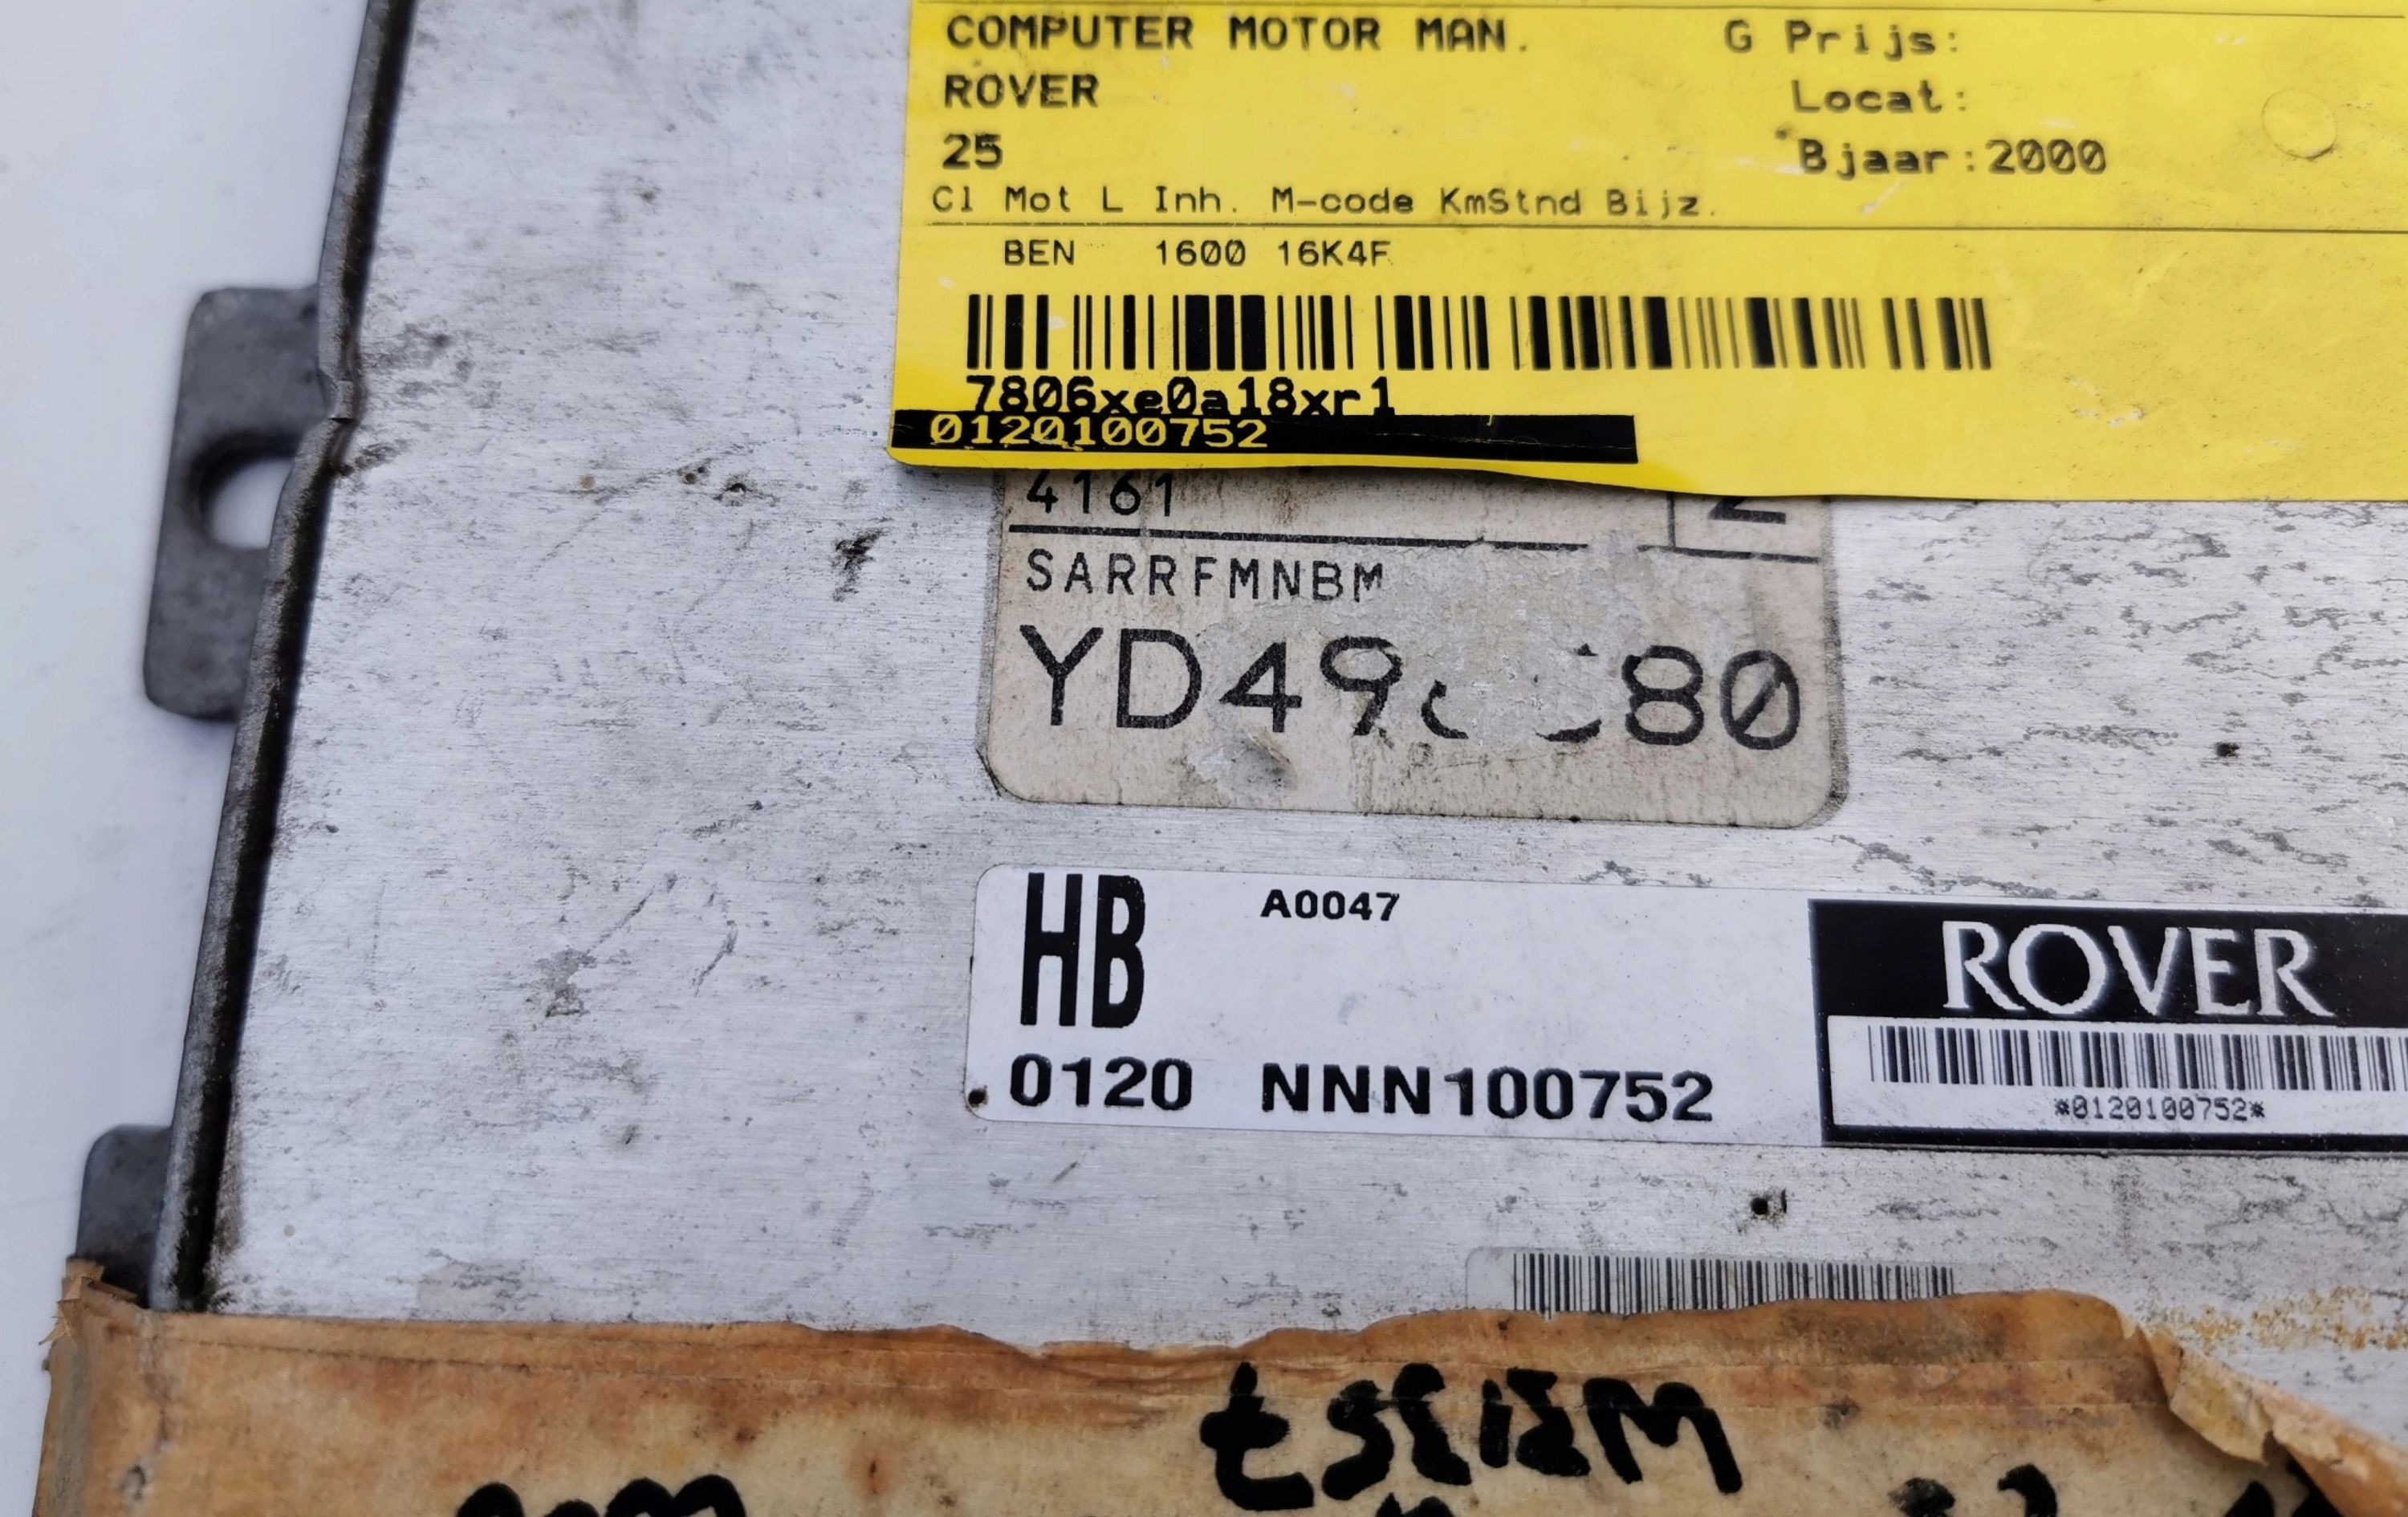 COMPUTER MOTOR MAN. G Prijs:
ROVER Locat:
25 Bjaar:2000
Cl Mot L Inh. M-code KmStnd Bijz.
BEN 1600 16K4F
7806xe0a18xr1
0120100752
4161
SARRFMNBM
HB A0047
ROVER
0120 NNN100752
*0120100752*